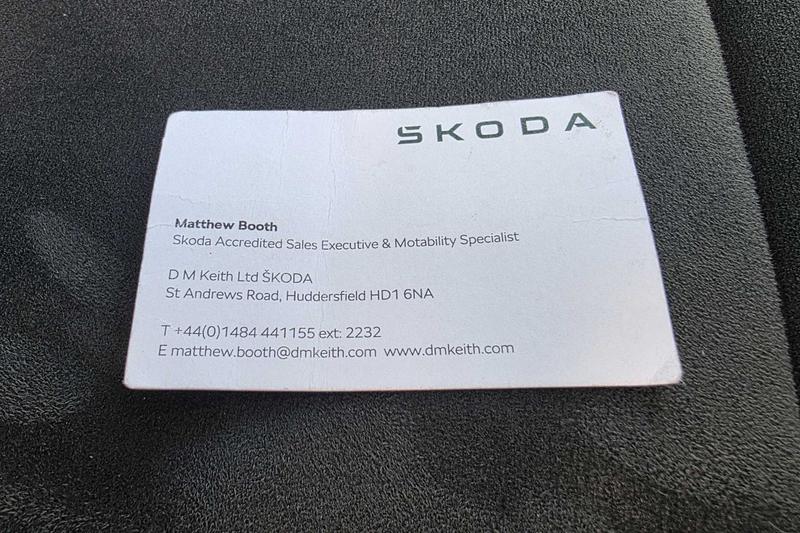 ŠKODA
Matthew Booth
Skoda Accredited Sales Executive & Motability Specialist
D M Keith Ltd ŠKODA
St Andrews Road, Huddersfield HD1 6NA
T +44(0)1484 441155 ext: 2232
E matthew.booth@dmkeith.com www.dmkeith.com